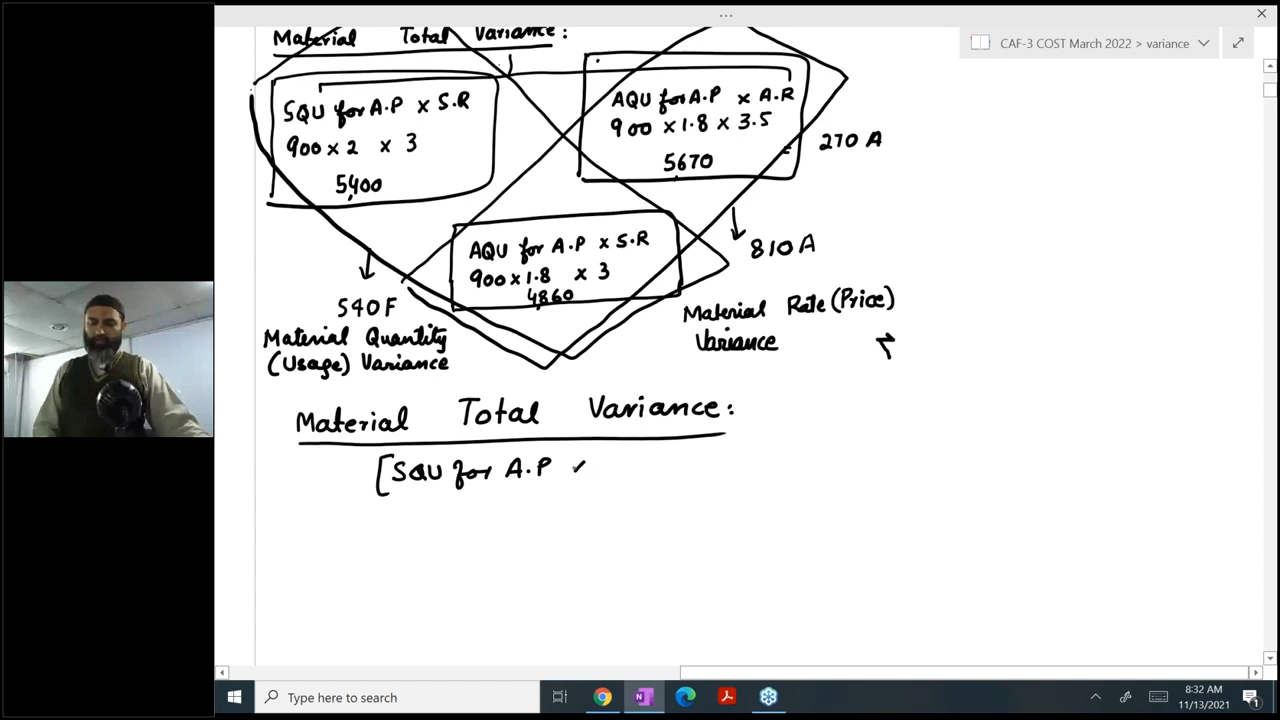 ...
CAF-3 COST March 2022 > variance
Material Total Variance:
SQU for A.P x S.R
900 x 2 x 3
5400
AQU for A.P x A.R
900 x 1.8 x 3.5
5670
270 A
AQU for A.P x S.R
900 x 1.8 x 3
4860
810 A
540 F
Material Quantity
(Usage) Variance
Material Rate (Price)
Variance
Material Total Variance:
[SQU for A.P
Type here to search
8:32 AM
11/13/2021
1